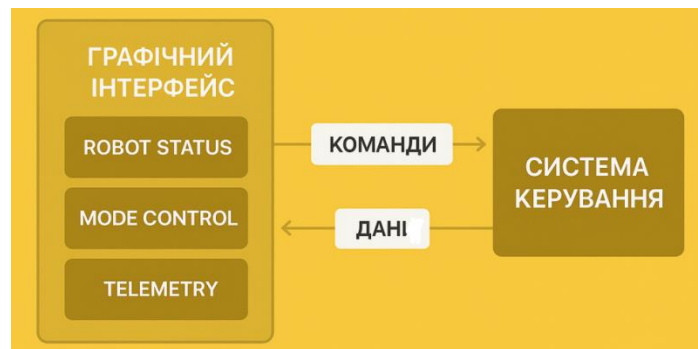 ГРАФІЧНИЙ
ІНТЕРФЕЙС
ROBOT STATUS
MODE CONTROL
TELEMETRY
КОМАНДИ
ДАНІ
СИСТЕМА
КЕРУВАННЯ